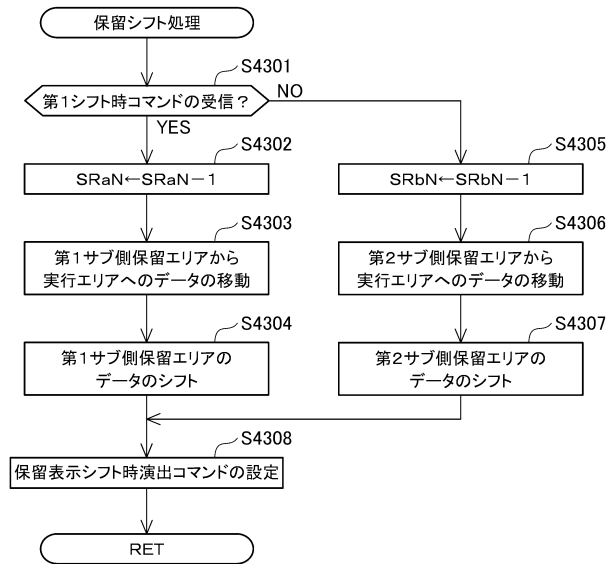 保留シフト処理
S4301
第1シフト時コマンドの受信？
NO
YES
S4302
SRaN←SRaN－1
S4303
第1サブ側保留エリアから
実行エリアへのデータの移動
S4304
第1サブ側保留エリアの
データのシフト
S4305
SRbN←SRbN－1
S4306
第2サブ側保留エリアから
実行エリアへのデータの移動
S4307
第2サブ側保留エリアの
データのシフト
S4308
保留表示シフト時演出コマンドの設定
RET